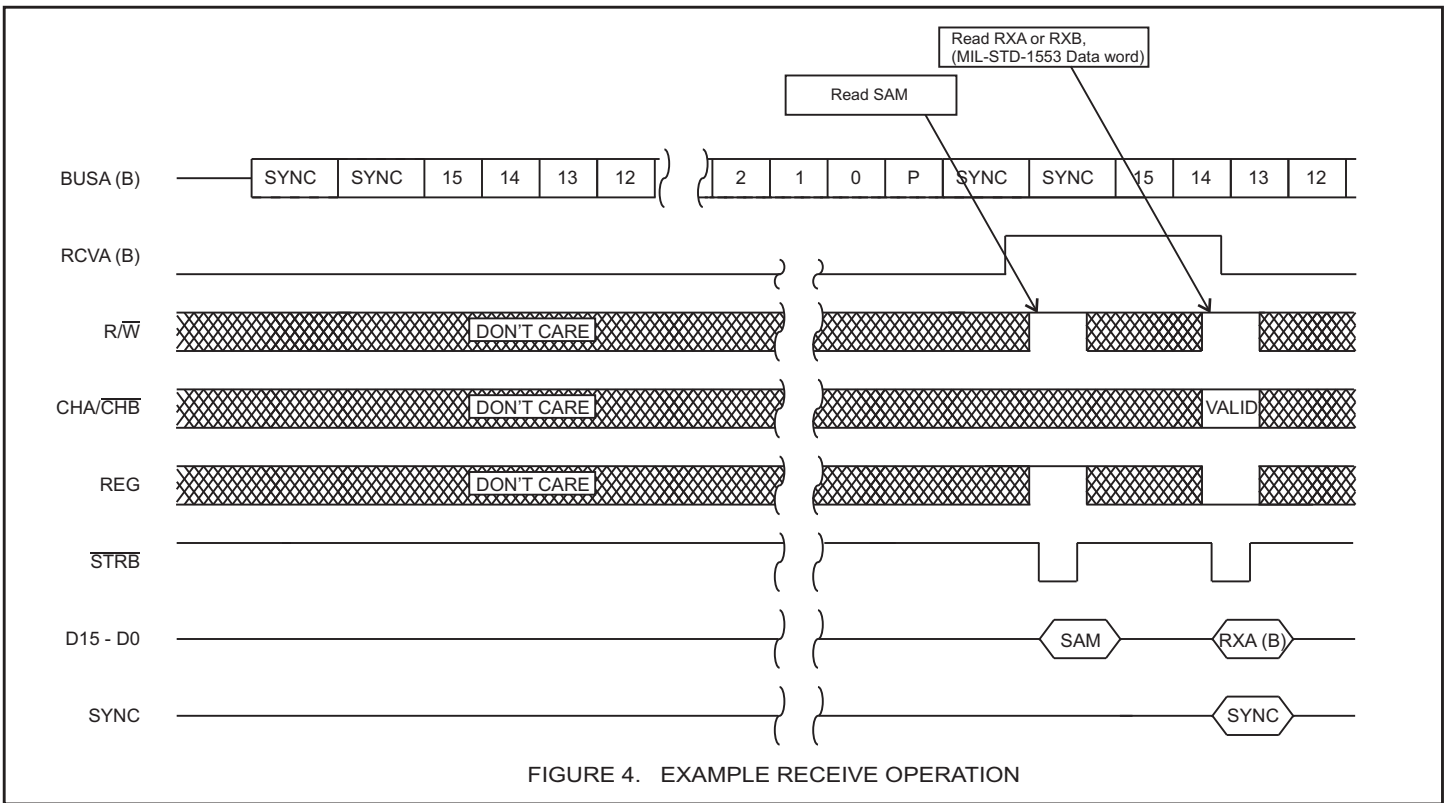 Read RXA or RXB,
(MIL-STD-1553 Data word)
Read SAM
BUSA (B) SYNC SYNC 15 14 13 12 2 1 0 P SYNC SYNC 15 14 13 12
RCVA (B)
R/W̅ DON'T CARE
CHA/C̅H̅B̅ DON'T CARE VALID
REG DON'T CARE
S̅T̅R̅B̅
D15 - D0 SAM RXA (B)
SYNC SYNC
FIGURE 4. EXAMPLE RECEIVE OPERATION